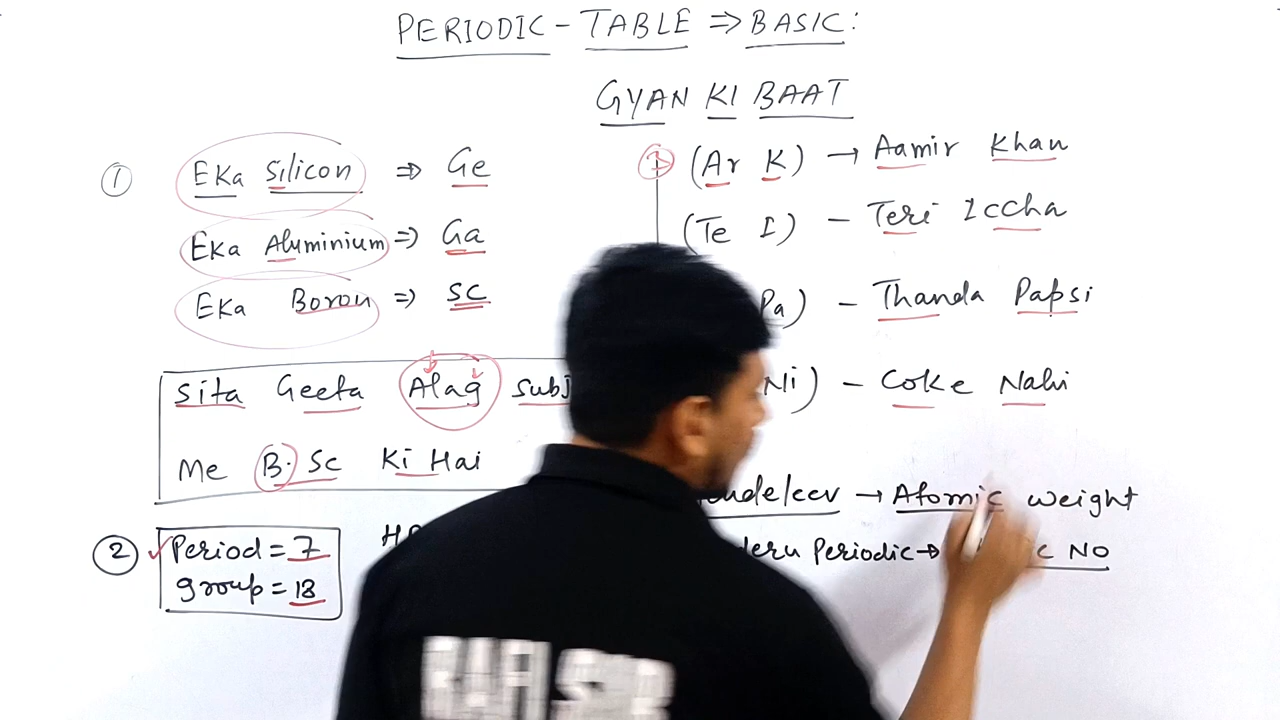 PERIODIC - TABLE ⇒ BASIC:
GYAN KI BAAT
① EKa Silicon ⇒ Ge
EKa Aluminium ⇒ Ga
EKa Boron ⇒ SC
Sita Geeta Alag Subj
Me B. Sc Ki Hai
② Period = 7
group = 18
(Ar K) → Aamir Khan
(Te I) - Teri Iccha
Pa) - Thanda Papsi
Ni) - Coke Nahi
→ Atomic weight
Periodic → NO